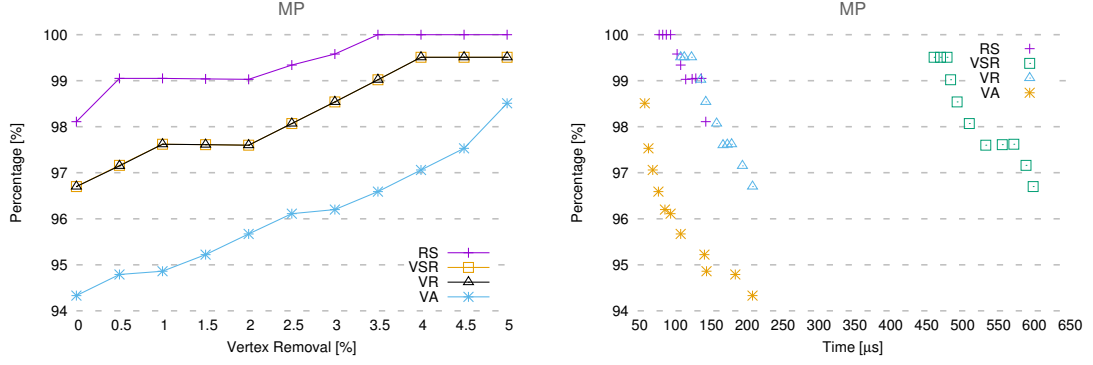 MP
100
99
98
97
96
95
94
Percentage [%]
RS
VSR
VR
VA
0 0.5 1 1.5 2 2.5 3 3.5 4 4.5 5
Vertex Removal [%]
MP
100
99
98
97
96
95
94
Percentage [%]
RS
VSR
VR
VA
50 100 150 200 250 300 350 400 450 500 550 600 650
Time [μs]